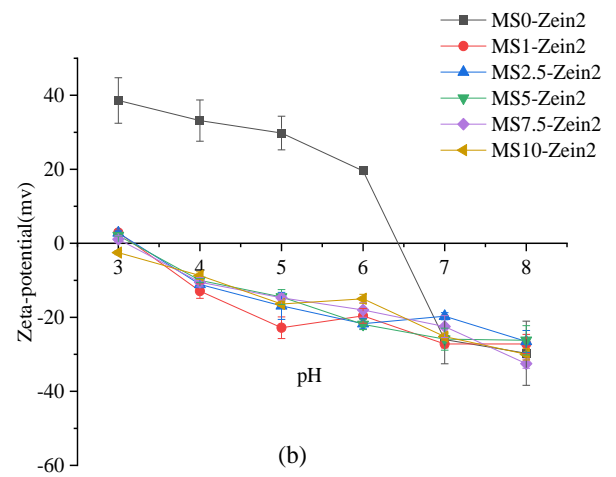 MS0-Zein2
MS1-Zein2
MS2.5-Zein2
MS5-Zein2
MS7.5-Zein2
MS10-Zein2
Zeta-potential(mv)
40
20
0
-20
-40
-60
3 4 5 6 7 8
pH
(b)